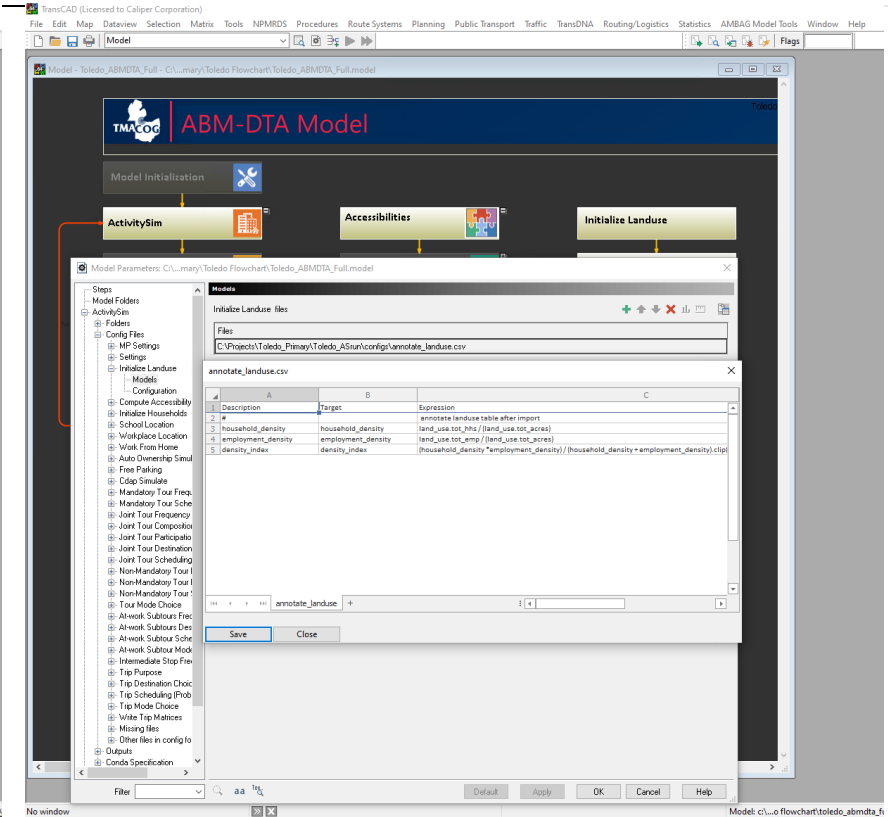 TransCAD (Licensed to Caliper Corporation)
File Edit Map Dataview Selection Matrix Tools NPMRDS Procedures Route Systems Planning Public Transport Traffic TransDNA Routing/Logistics Statistics AMBAG Model Tools Window Help
Model Flags
Model - Toledo_ABMDTA_Full - C:\...mary\Toledo Flowchart\Toledo_ABMDTA_Full.model
Toledo
TMACOG ABM-DTA Model
Model Initialization
ActivitySim Accessibilities Initialize Landuse
Model Parameters: C:\...mary\Toledo Flowchart\Toledo_ABMDTA_Full.model
Steps
Model Folders
ActivitySim
Folders
Config Files
MP Settings
Settings
Initialize Landuse
Models
Configuration
Compute Accessibility
Initialize Households
School Location
Workplace Location
Work From Home
Auto Ownership Simul
Free Parking
Cdap Simulate
Mandatory Tour Frequ
Mandatory Tour Sche
Joint Tour Frequency
Joint Tour Composition
Joint Tour Participatio
Joint Tour Destination
Joint Tour Scheduling
Non-Mandatory Tour
Non-Mandatory Tour
Non-Mandatory Tour
Tour Mode Choice
At-work Subtours Freq
At-work Subtours Des
At-work Subtour Sche
At-work Subtour Mode
Intermediate Stop Fre
Trip Purpose
Trip Destination Choic
Trip Scheduling (Prob
Trip Mode Choice
Write Trip Matrices
Missing files
Other files in config fo
Outputs
Conda Specification
Models
Initialize Landuse files
Files
C:\Projects\Toledo_Primary\Toledo_ASrun\configs\annotate_landuse.csv
annotate_landuse.csv
A B C
1 Description Target Expression
2 # annotate landuse table after import
3 household_density household_density land_use.tot_hhs / (land_use.tot_acres)
4 employment_density employment_density land_use.tot_emp / (land_use.tot_acres)
5 density_index density_index (household_density *employment_density) / (household_density + employment_density).clip(
annotate_landuse +
Save Close
Filter aa
Default Apply OK Cancel Help
No window Model: c:\...o flowchart\toledo_abmdta_fu